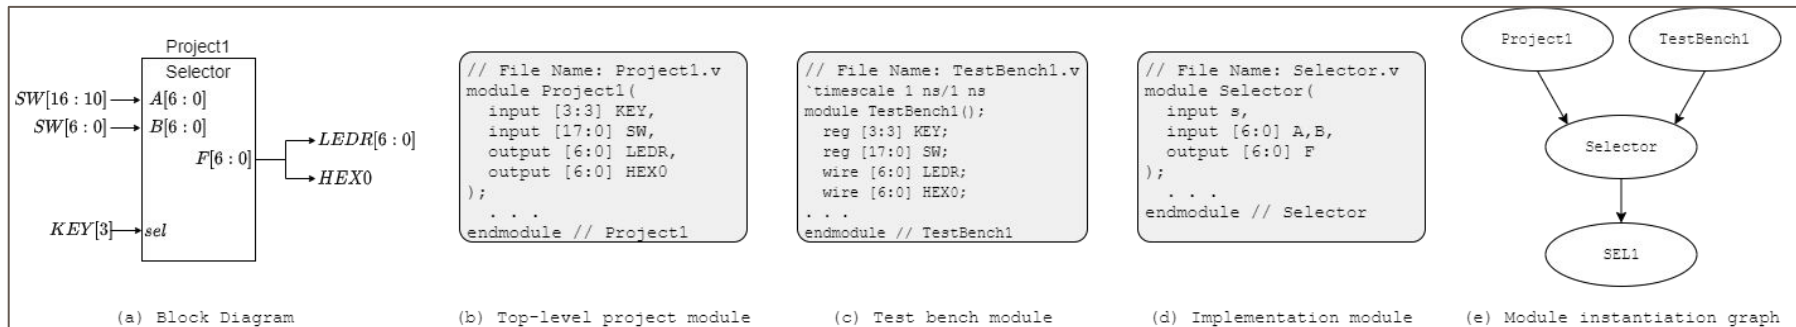 Project1
Selector
SW[16 : 10]
A[6 : 0]
SW[6 : 0]
B[6 : 0]
F[6 : 0]
LEDR[6 : 0]
HEX0
KEY[3]
sel
(a) Block Diagram
// File Name: Project1.v
module Project1(
input [3:3] KEY,
input [17:0] SW,
output [6:0] LEDR,
output [6:0] HEX0
);
. . .
endmodule // Project1
(b) Top-level project module
// File Name: TestBench1.v
`timescale 1 ns/1 ns
module TestBench1();
reg [3:3] KEY;
reg [17:0] SW;
wire [6:0] LEDR;
wire [6:0] HEX0;
. . .
endmodule // TestBench1
(c) Test bench module
// File Name: Selector.v
module Selector(
input s,
input [6:0] A,B,
output [6:0] F
);
. . .
endmodule // Selector
(d) Implementation module
Project1
TestBench1
Selector
SEL1
(e) Module instantiation graph